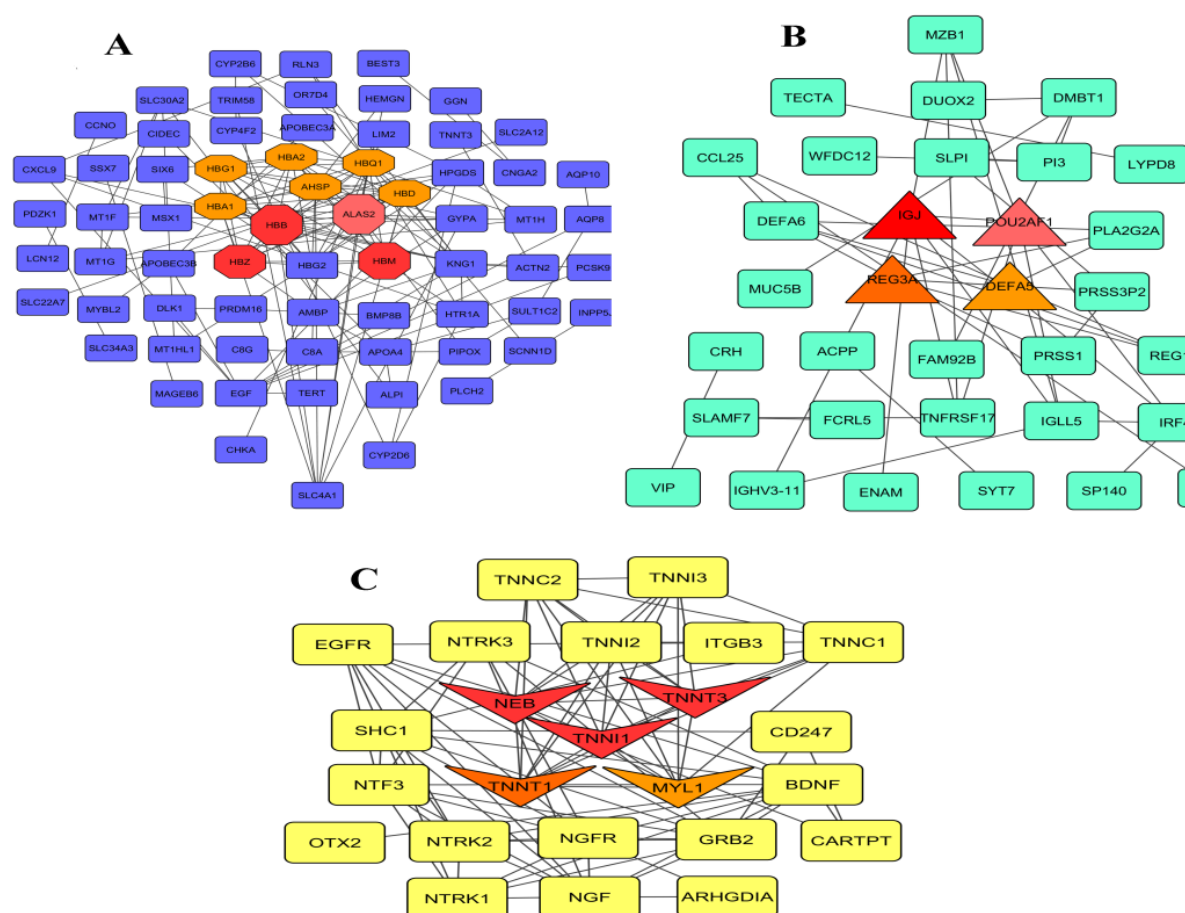 A
CYP2B6 RLN3 BEST3
SLC30A2 TRIM58 OR7D4 HEMGN GGN
CCNO CIDEC CYP4F2 APOBEC3A LIM2 TNNT3 SLC2A12
CXCL9 SSX7 SIX6 HBG1 HBA2 HBQ1 HPGDS CNGA2 AQP10
AHSP HBD
PDZK1 MT1F MSX1 HBA1 HBB ALAS2 GYPA MT1H AQP8
LCN12 MT1G APOBEC3B HBZ HBG2 HBM KNG1 ACTN2 PCSK9
SLC22A7 MYBL2 DLK1 PRDM16 AMBP BMP8B HTR1A SULT1C2 INPP5
SLC34A3 MT1HL1 C8G C8A APOA4 PIPOX SCNN1D
MAGEB6 EGF TERT ALPI PLCH2
CHKA CYP2D6
SLC4A1
B
MZB1
TECTA DUOX2 DMBT1
CCL25 WFDC12 SLPI PI3 LYPD8
DEFA6 IGJ POU2AF1 PLA2G2A
MUC5B REG3A DEFA5 PRSS3P2
CRH ACPP FAM92B PRSS1 REG1
SLAMF7 FCRL5 TNFRSF17 IGLL5 IRF4
VIP IGHV3-11 ENAM SYT7 SP140
C
TNNC2 TNNI3
EGFR NTRK3 TNNI2 ITGB3 TNNC1
NEB TNNT3
SHC1 TNNI1 CD247
NTF3 TNNT1 MYL1 BDNF
OTX2 NTRK2 NGFR GRB2 CARTPT
NTRK1 NGF ARHGDIA